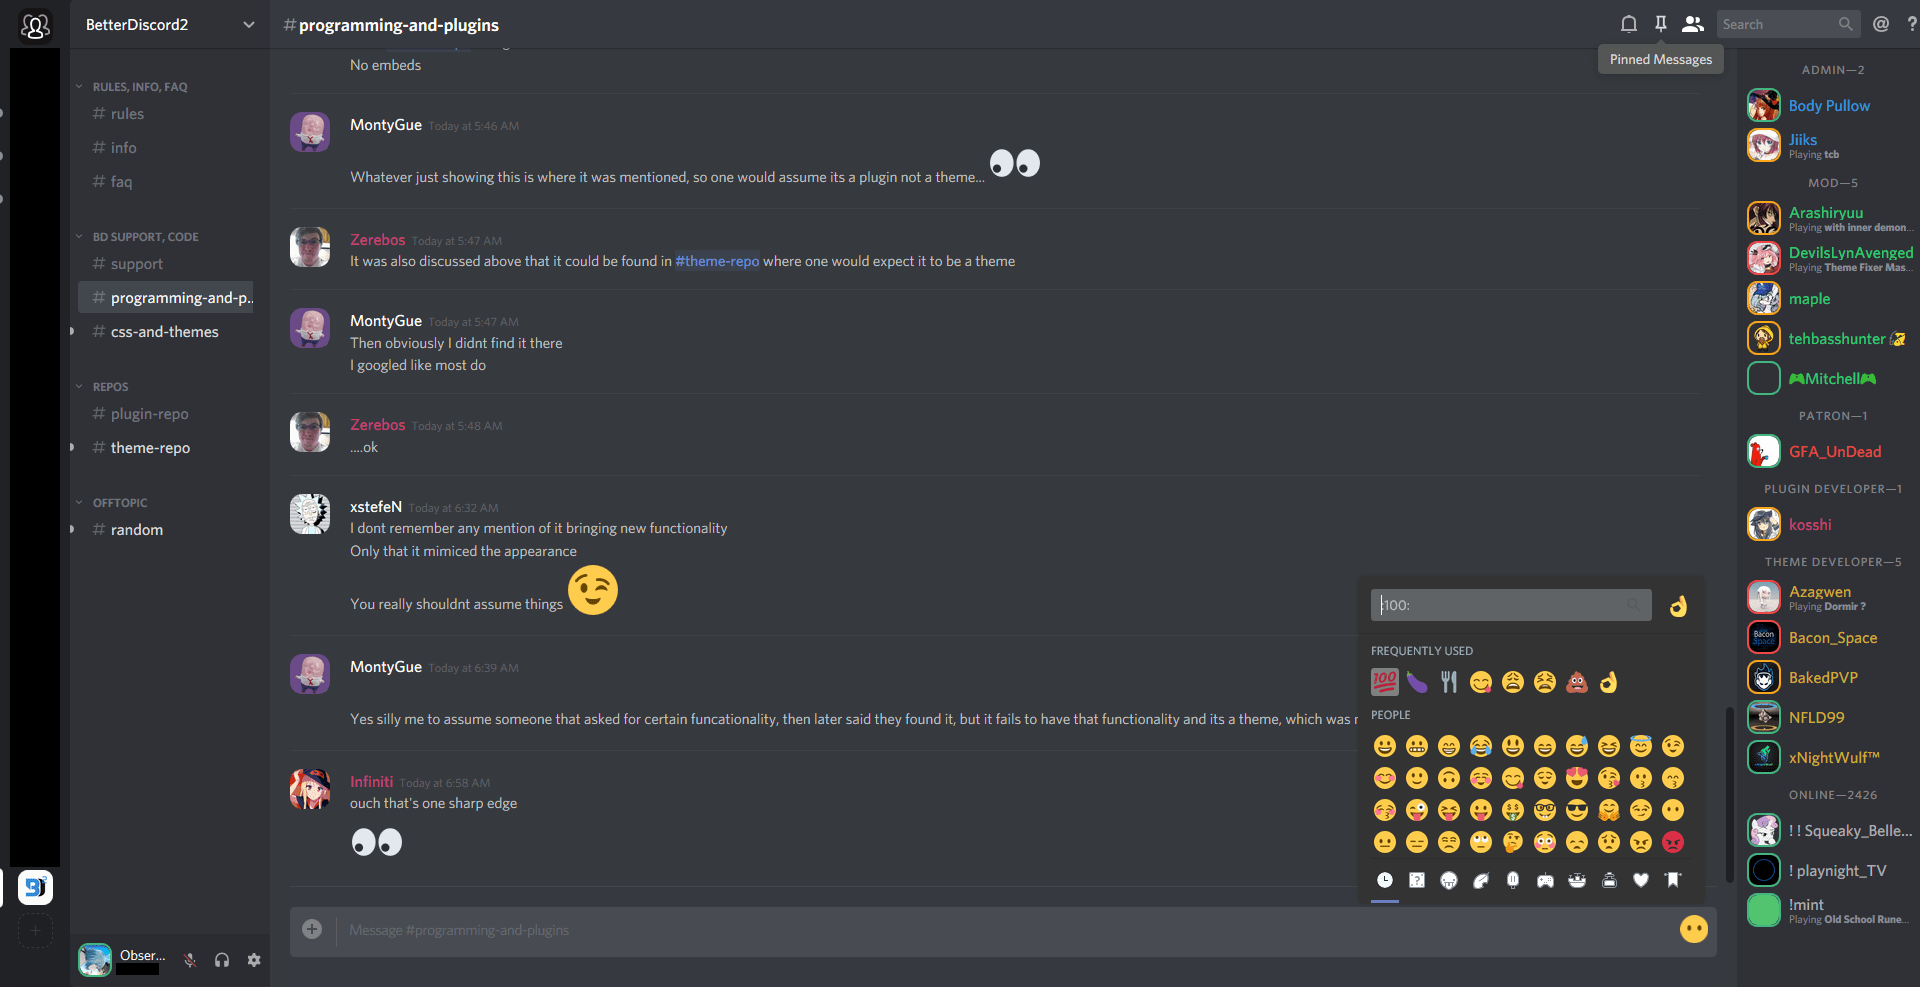 BetterDiscord2
#programming-and-plugins
Search
@
?
Pinned Messages
RULES, INFO, FAQ
# rules
# info
# faq
BD SUPPORT, CODE
# support
# programming-and-p...
# css-and-themes
REPOS
# plugin-repo
# theme-repo
OFFTOPIC
# random
Obser...
No embeds
MontyGue Today at 5:46 AM
Whatever just showing this is where it was mentioned, so one would assume its a plugin not a theme...
Zerebos Today at 5:47 AM
It was also discussed above that it could be found in #theme-repo where one would expect it to be a theme
MontyGue Today at 5:47 AM
Then obviously I didnt find it there
I googled like most do
Zerebos Today at 5:48 AM
....ok
xstefeN Today at 6:32 AM
I dont remember any mention of it bringing new functionality
Only that it mimiced the appearance
You really shouldnt assume things
MontyGue Today at 6:39 AM
Yes silly me to assume someone that asked for certain funcationality, then later said they found it, but it fails to have that functionality and its a theme, which was
Infiniti Today at 6:58 AM
ouch that's one sharp edge
Message #programming-and-plugins
:100:
FREQUENTLY USED
100
PEOPLE
ADMIN—2
Body Pullow
Jiiks
Playing tcb
MOD—5
Arashiryuu
Playing with inner demon...
DevilsLynAvenged
Playing Theme Fixer Mas...
maple
tehbasshunter
Mitchell
PATRON—1
GFA_UnDead
PLUGIN DEVELOPER—1
kosshi
THEME DEVELOPER—5
Azagwen
Playing Dormir ?
Bacon Space
Bacon_Space
BakedPVP
NFLD99
xNightWulf™
ONLINE—2426
! ! Squeaky_Belle...
! playnight_TV
!mint
Playing Old School Rune...